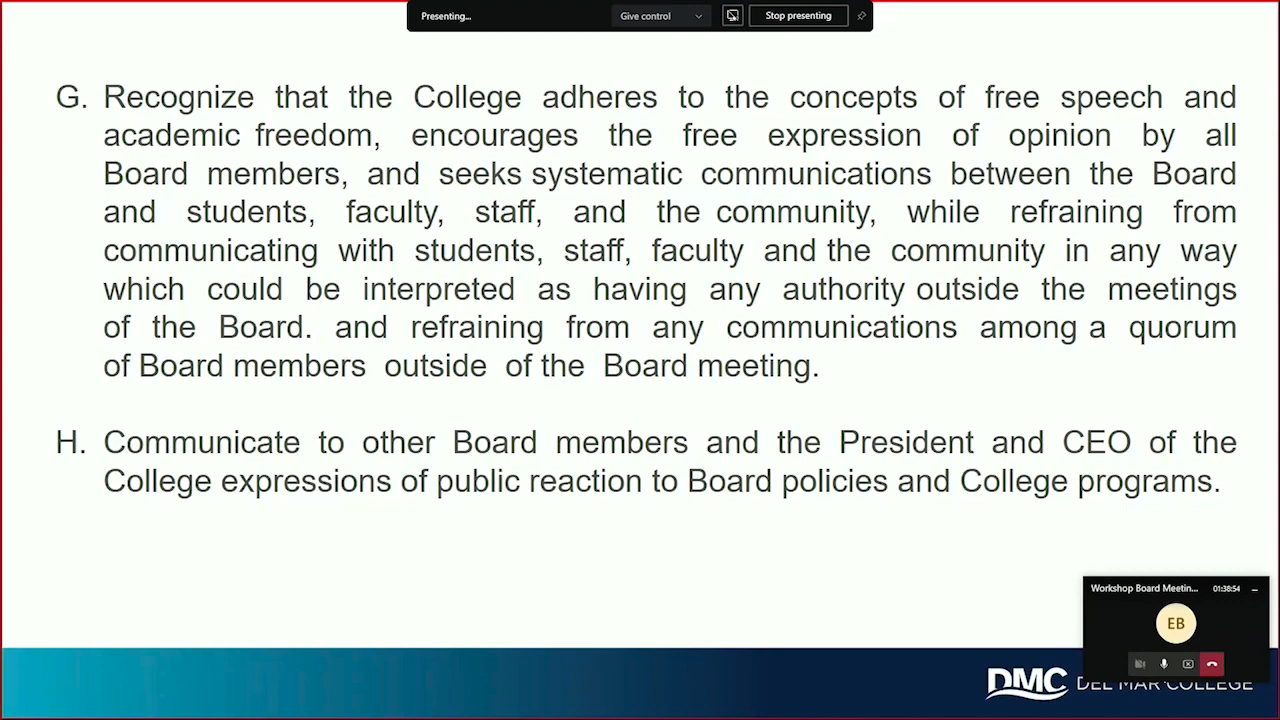 Presenting...
Give control
Stop presenting
G. Recognize that the College adheres to the concepts of free speech and
academic freedom, encourages the free expression of opinion by all
Board members, and seeks systematic communications between the Board
and students, faculty, staff, and the community, while refraining from
communicating with students, staff, faculty and the community in any way
which could be interpreted as having any authority outside the meetings
of the Board. and refraining from any communications among a quorum
of Board members outside of the Board meeting.
H. Communicate to other Board members and the President and CEO of the
College expressions of public reaction to Board policies and College programs.
Workshop Board Meetin...
01:38:54
EB
DMC DEL MAR COLLEGE